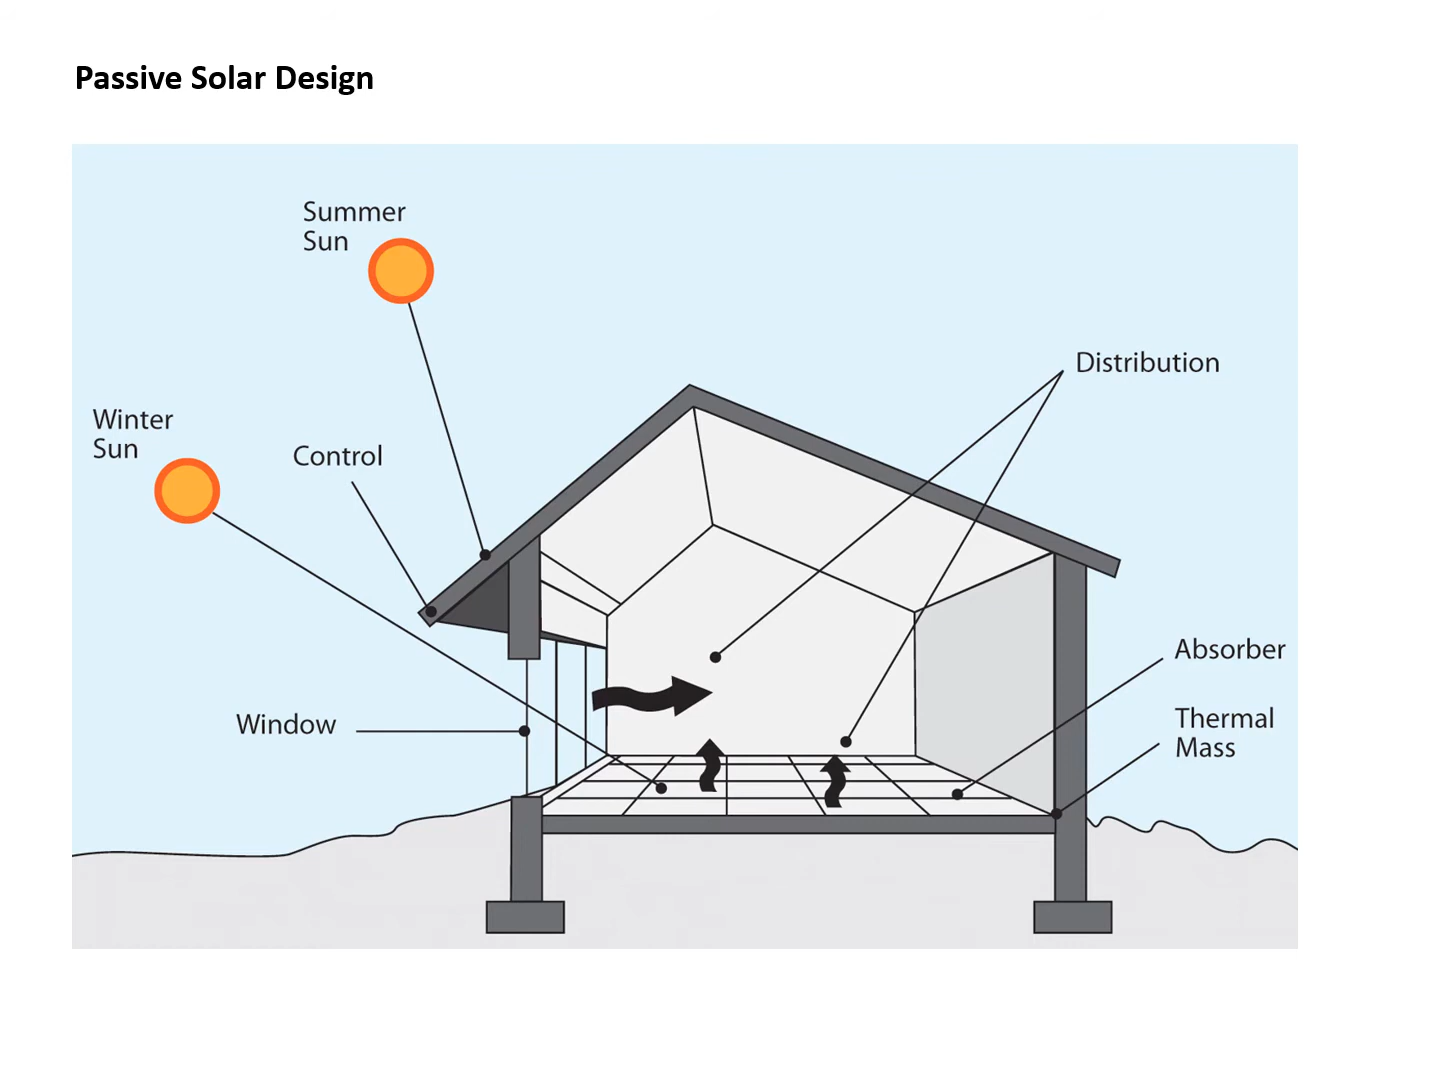 Passive Solar Design
Summer
Sun
Distribution
Winter
Sun
Control
Absorber
Window
Thermal
Mass